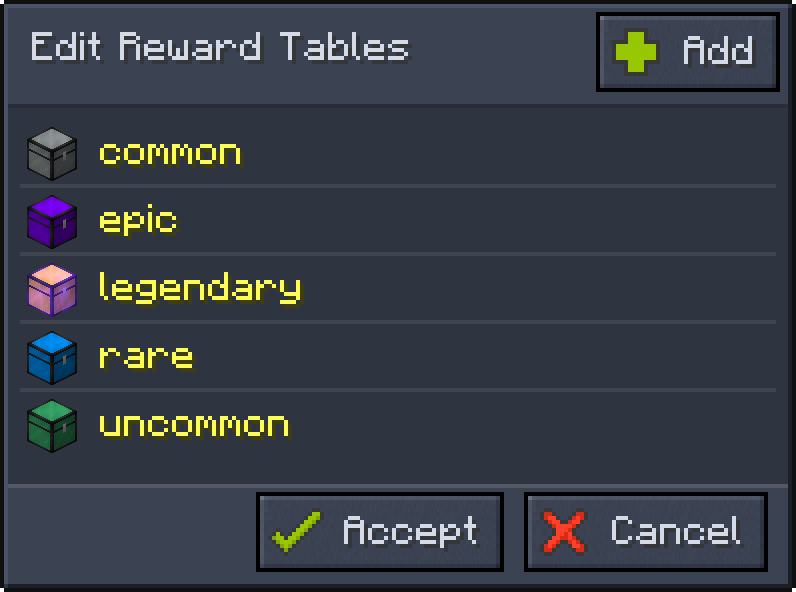 Edit Reward Tables
Add
common
epic
legendary
rare
uncommon
Accept
Cancel